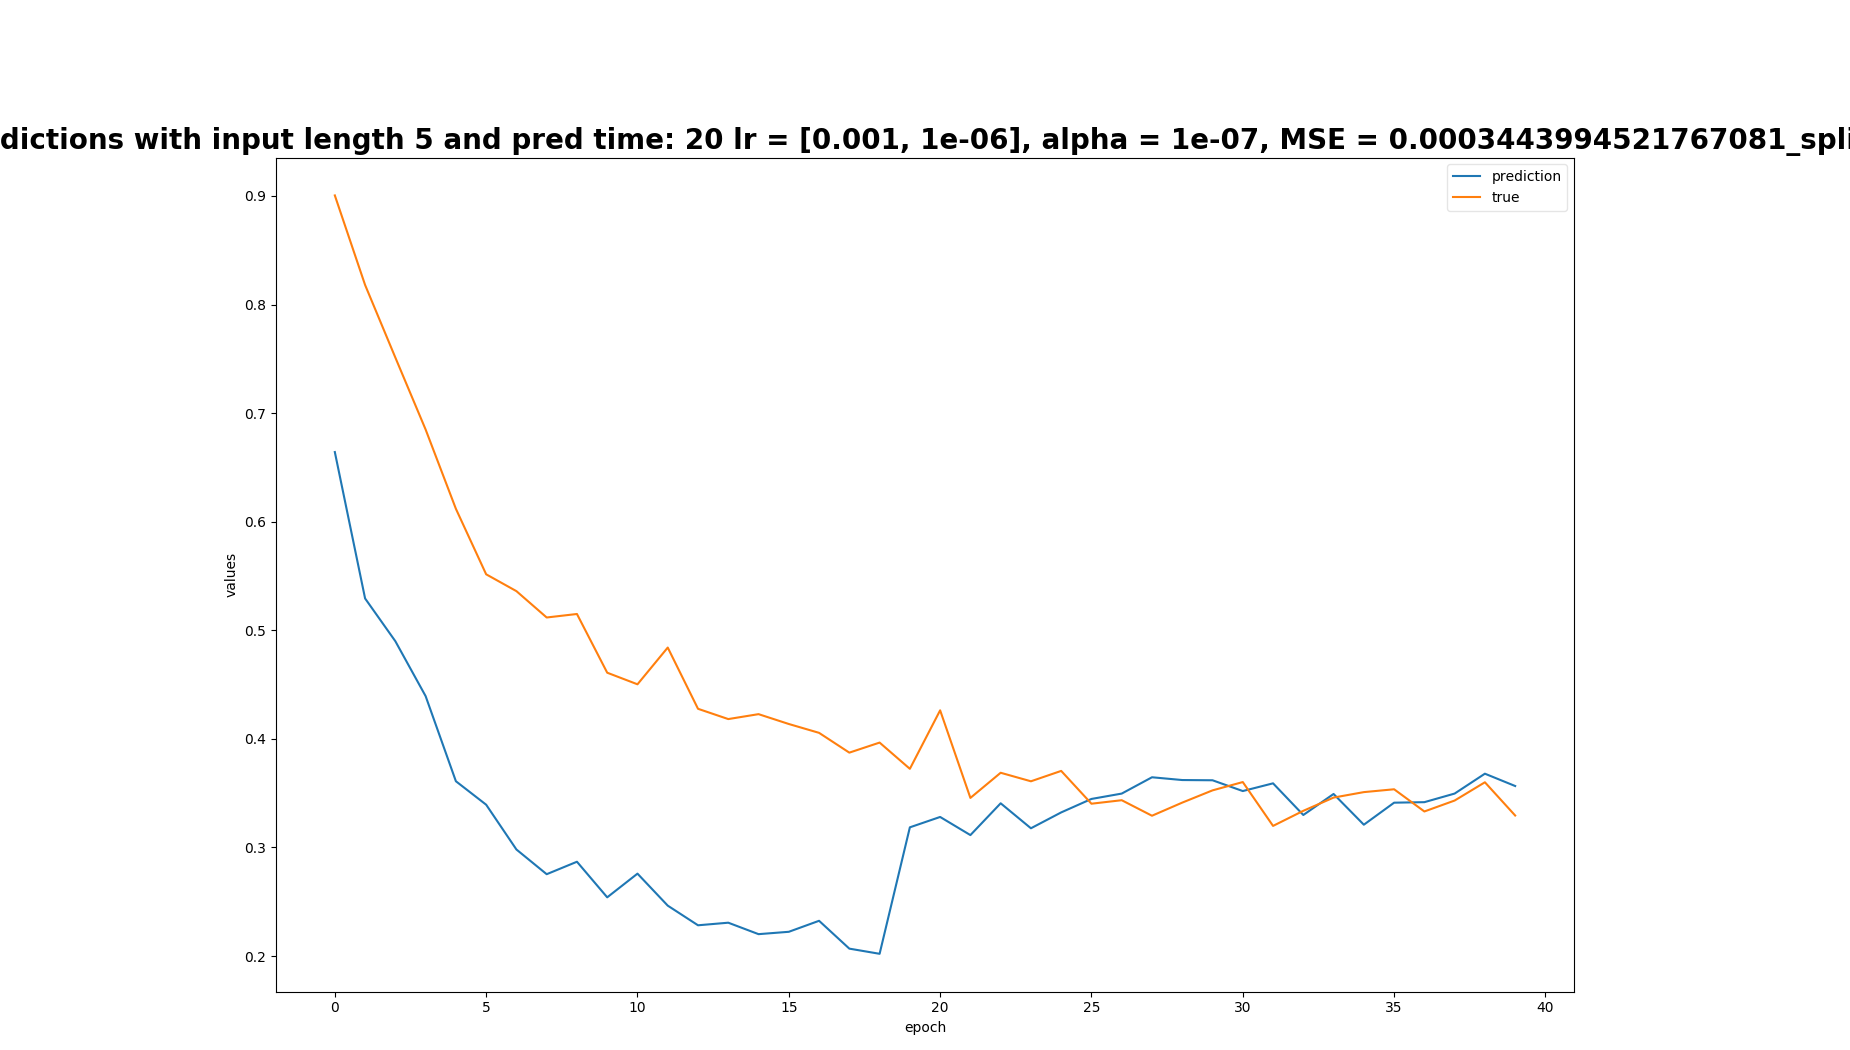 dictions with input length 5 and pred time: 20 lr = [0.001, 1e-06], alpha = 1e-07, MSE = 0.0003443994521767081_spli
prediction
true
0.9
0.8
0.7
0.6
0.5
0.4
0.3
0.2
values
0 5 10 15 20 25 30 35 40
epoch